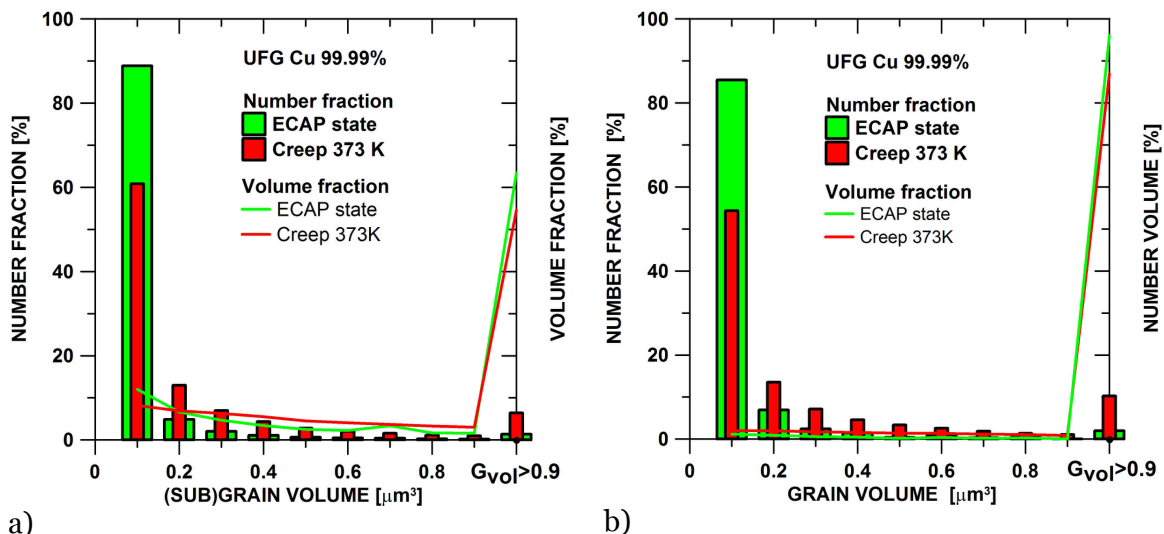 100
80
60
40
20
0
NUMBER FRACTION [%]
UFG Cu 99.99%
Number fraction
ECAP state
Creep 373 K
Volume fraction
ECAP state
Creep 373K
VOLUME FRACTION [%]
0
0.2
0.4
0.6
0.8
Gvol>0.9
(SUB)GRAIN VOLUME [μm³]
a)
100
80
60
40
20
0
NUMBER FRACTION [%]
UFG Cu 99.99%
Number fraction
ECAP state
Creep 373 K
Volume fraction
ECAP state
Creep 373K
NUMBER VOLUME [%]
0
0.2
0.4
0.6
0.8
Gvol>0.9
GRAIN VOLUME [μm³]
b)